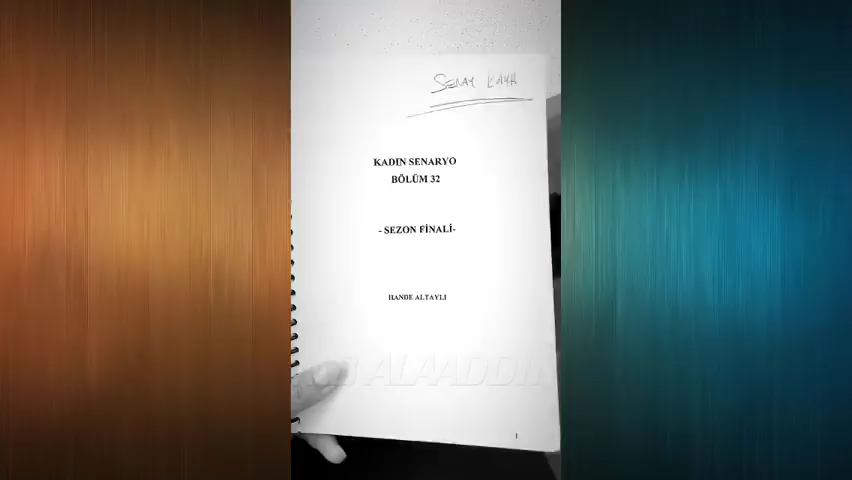 SENAY KAYA
KADIN SENARYO
BÖLÜM 32
- SEZON FİNALİ-
HANDE ALTAYLI
ALAADDIN
1